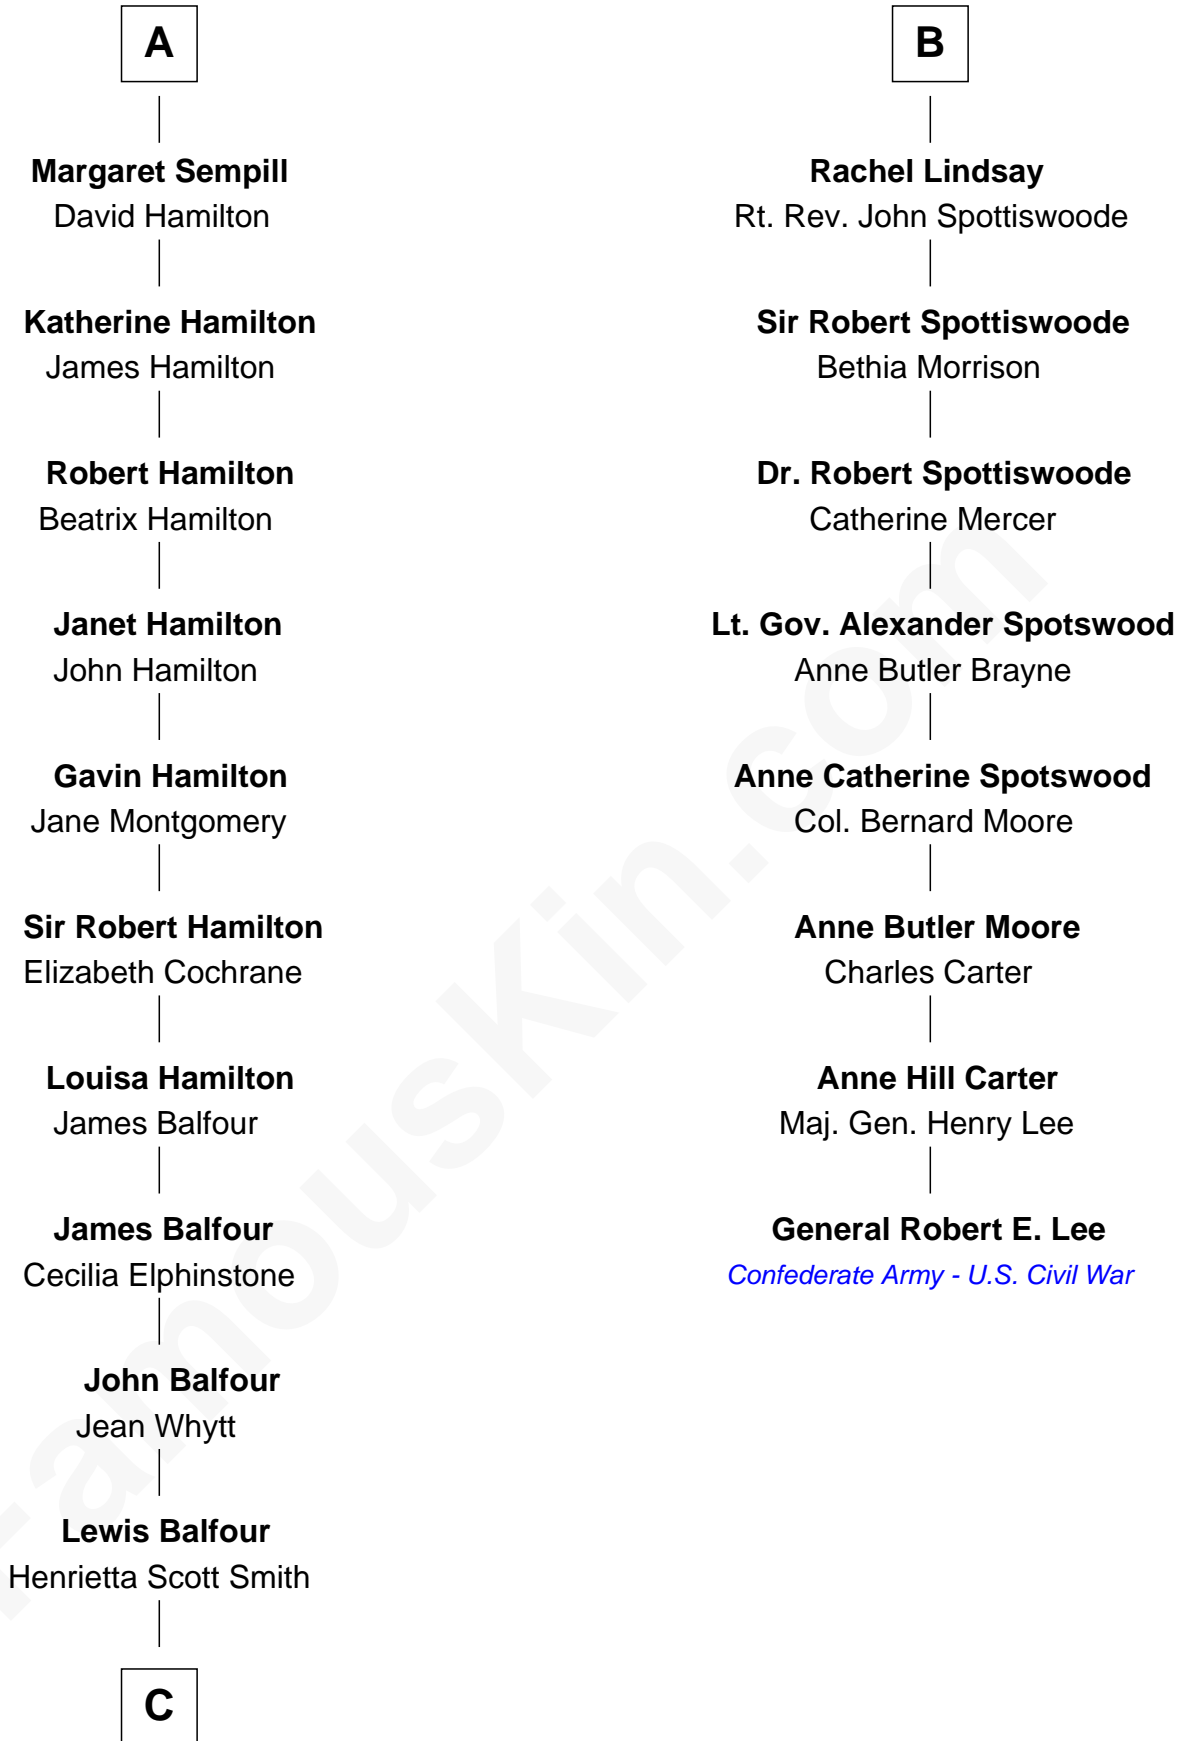 A
Margaret Sempill
David Hamilton
Katherine Hamilton
James Hamilton
Robert Hamilton
Beatrix Hamilton
Janet Hamilton
John Hamilton
Gavin Hamilton
Jane Montgomery
Sir Robert Hamilton
Elizabeth Cochrane
Louisa Hamilton
James Balfour
James Balfour
Cecilia Elphinstone
John Balfour
Jean Whytt
Lewis Balfour
Henrietta Scott Smith
C
B
Rachel Lindsay
Rt. Rev. John Spottiswoode
Sir Robert Spottiswoode
Bethia Morrison
Dr. Robert Spottiswoode
Catherine Mercer
Lt. Gov. Alexander Spotswood
Anne Butler Brayne
Anne Catherine Spotswood
Col. Bernard Moore
Anne Butler Moore
Charles Carter
Anne Hill Carter
Maj. Gen. Henry Lee
General Robert E. Lee
Confederate Army - U.S. Civil War
FamousKin.com